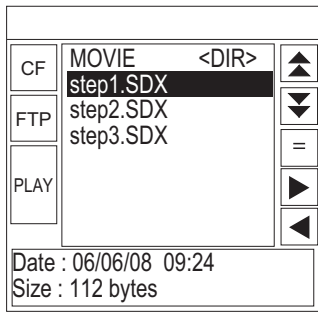 CF
FTP
PLAY
MOVIE <DIR>
step1.SDX
step2.SDX
step3.SDX
=
Date : 06/06/08 09:24
Size : 112 bytes